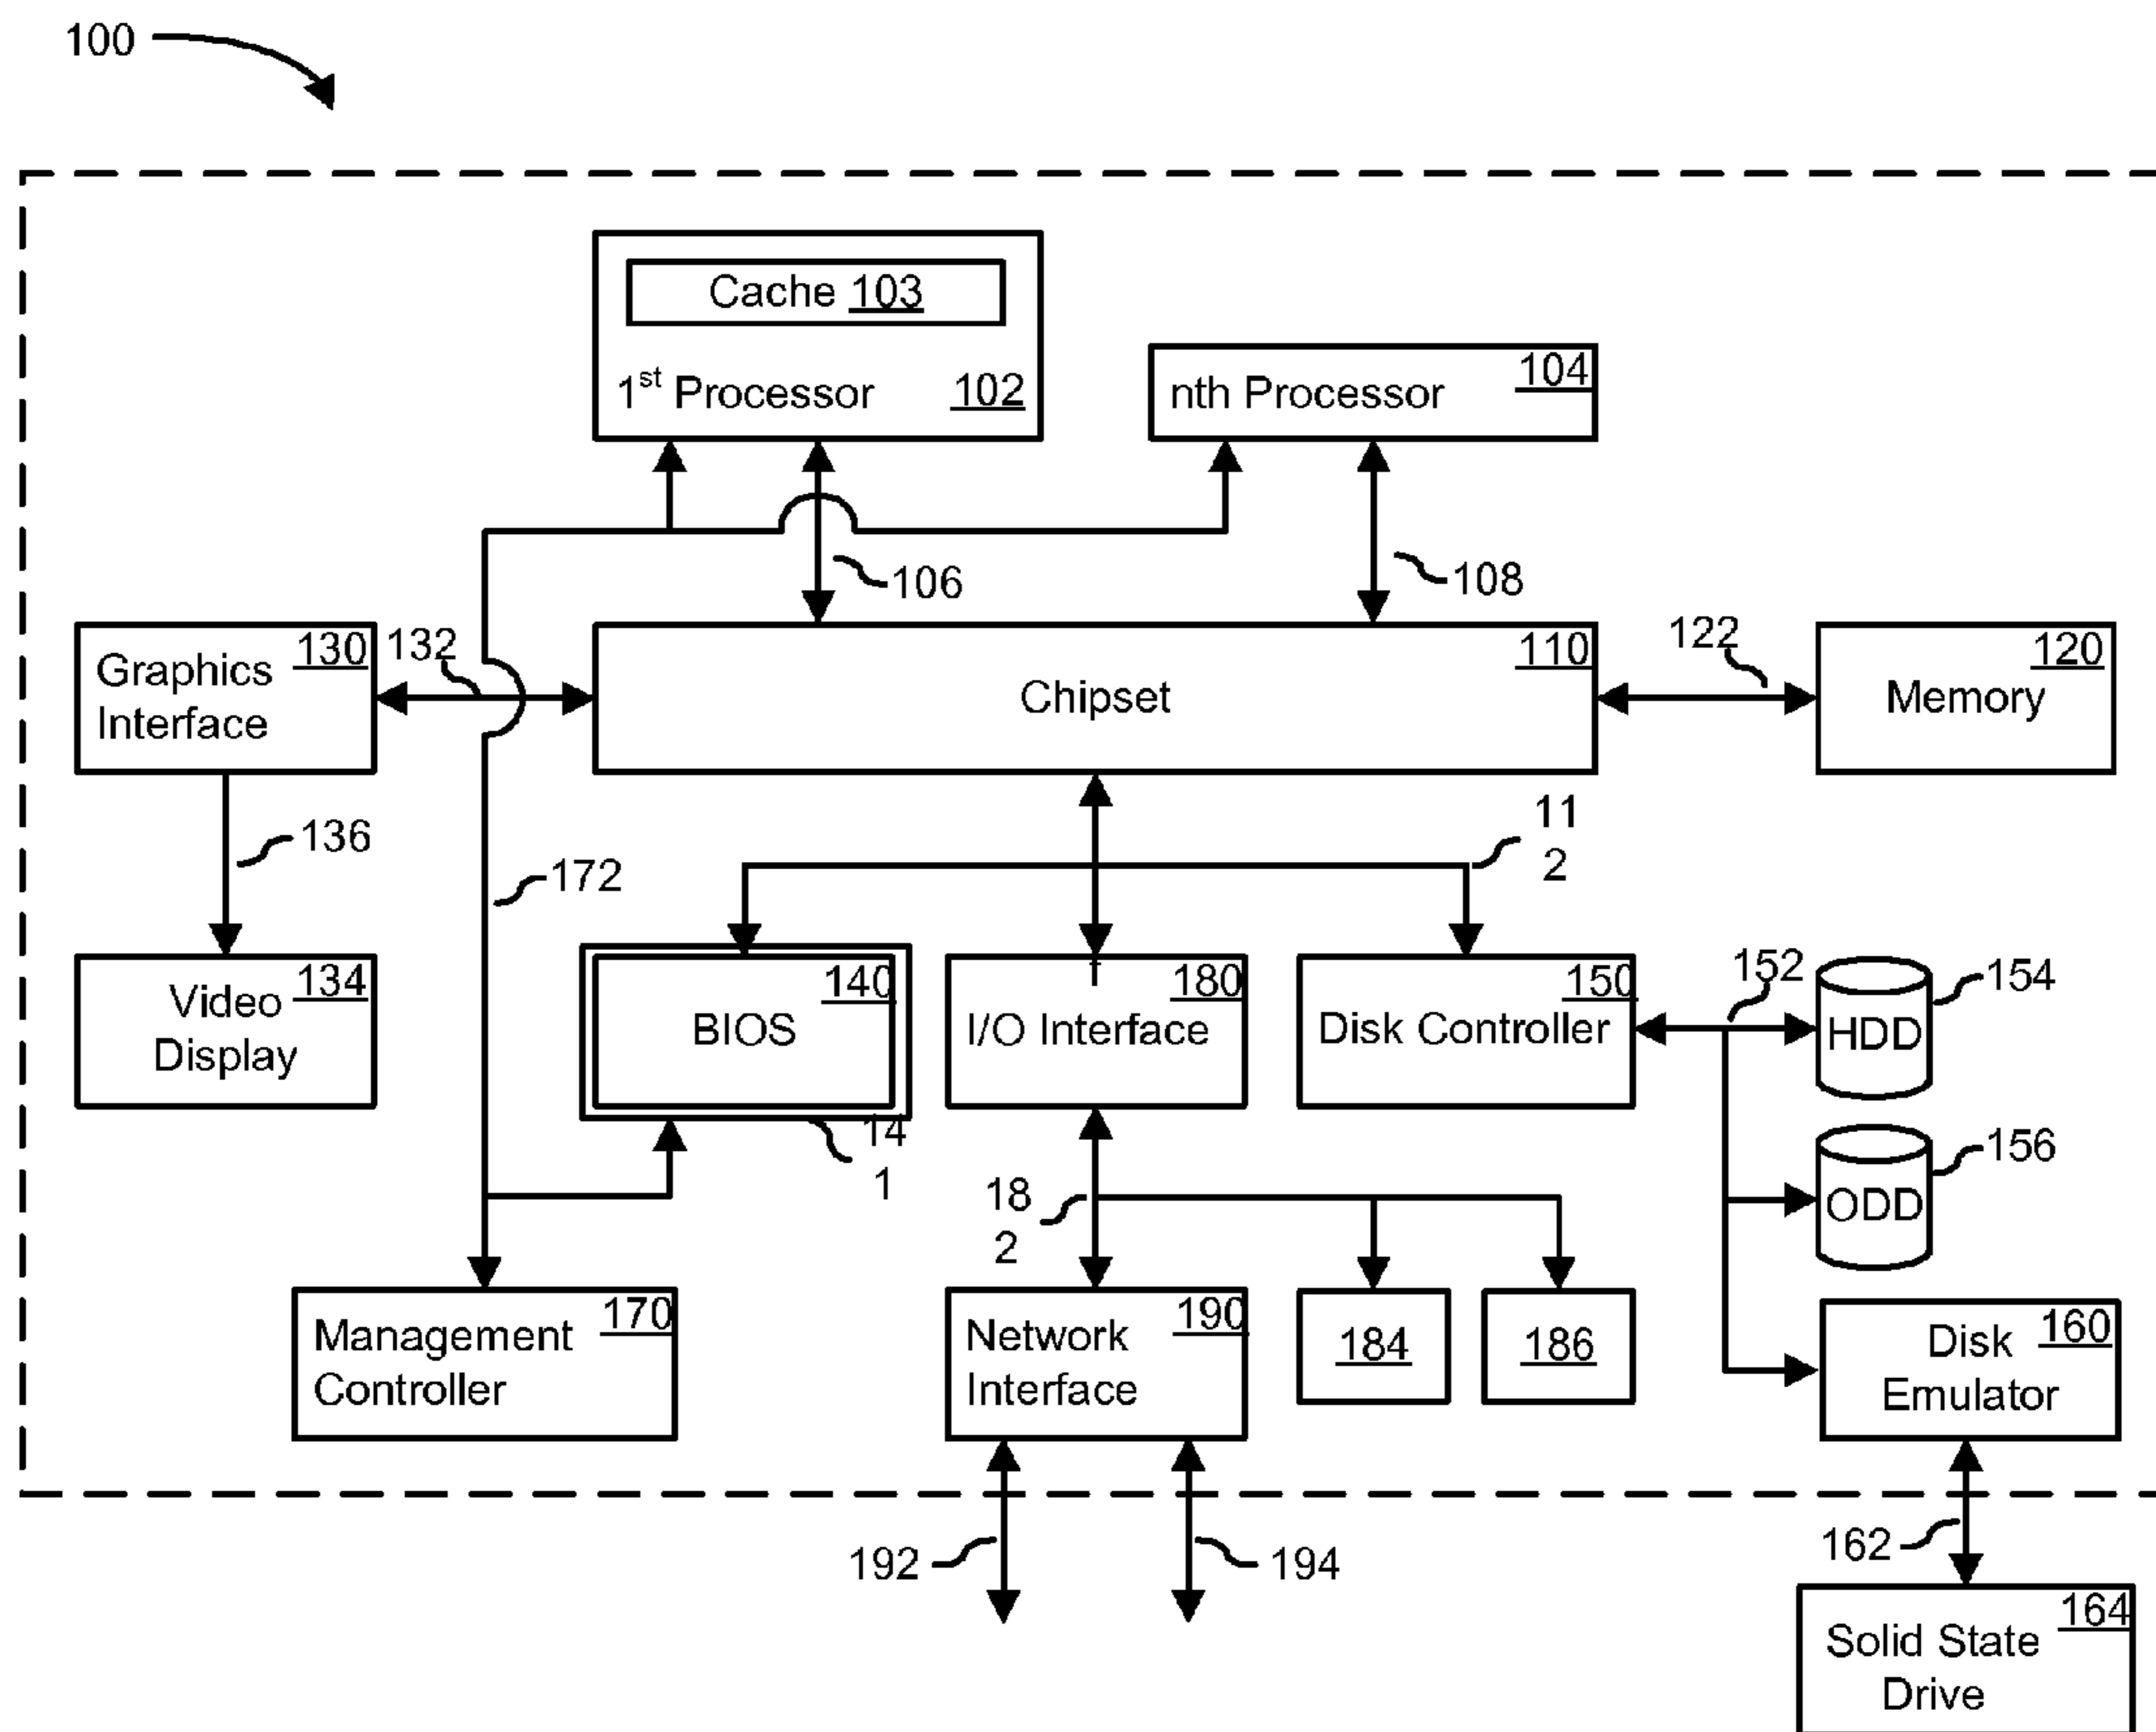 100
Cache 103
1st Processor 102
nth Processor 104
106
108
Graphics Interface 130
132
Chipset 110
122
Memory 120
136
172
11
2
Video Display 134
BIOS 140
14
1
I/O Interface 180
Disk Controller 150
152
HDD
154
ODD
156
18
2
Management Controller 170
Network Interface 190
184
186
Disk Emulator 160
192
194
162
Solid State Drive 164